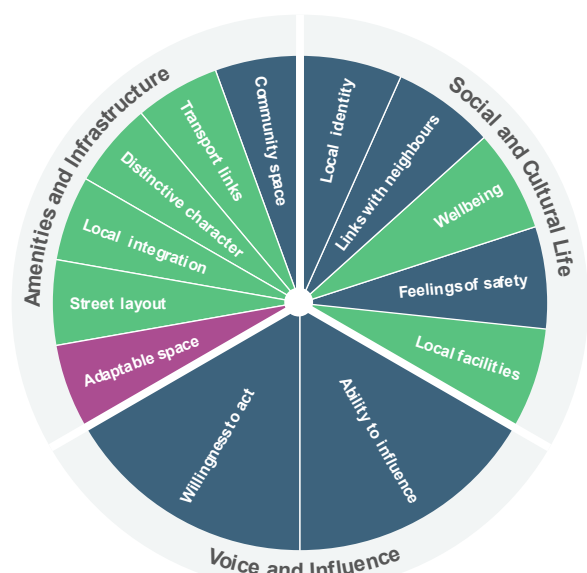 Amenities and Infrastructure
Social and Cultural Life
Voice and Influence
Community space
Transport links
Distinctive character
Local integration
Street layout
Adaptable space
Local identity
Links with neighbours
Wellbeing
Feelings of safety
Local facilities
Ability to influence
Willingness to act